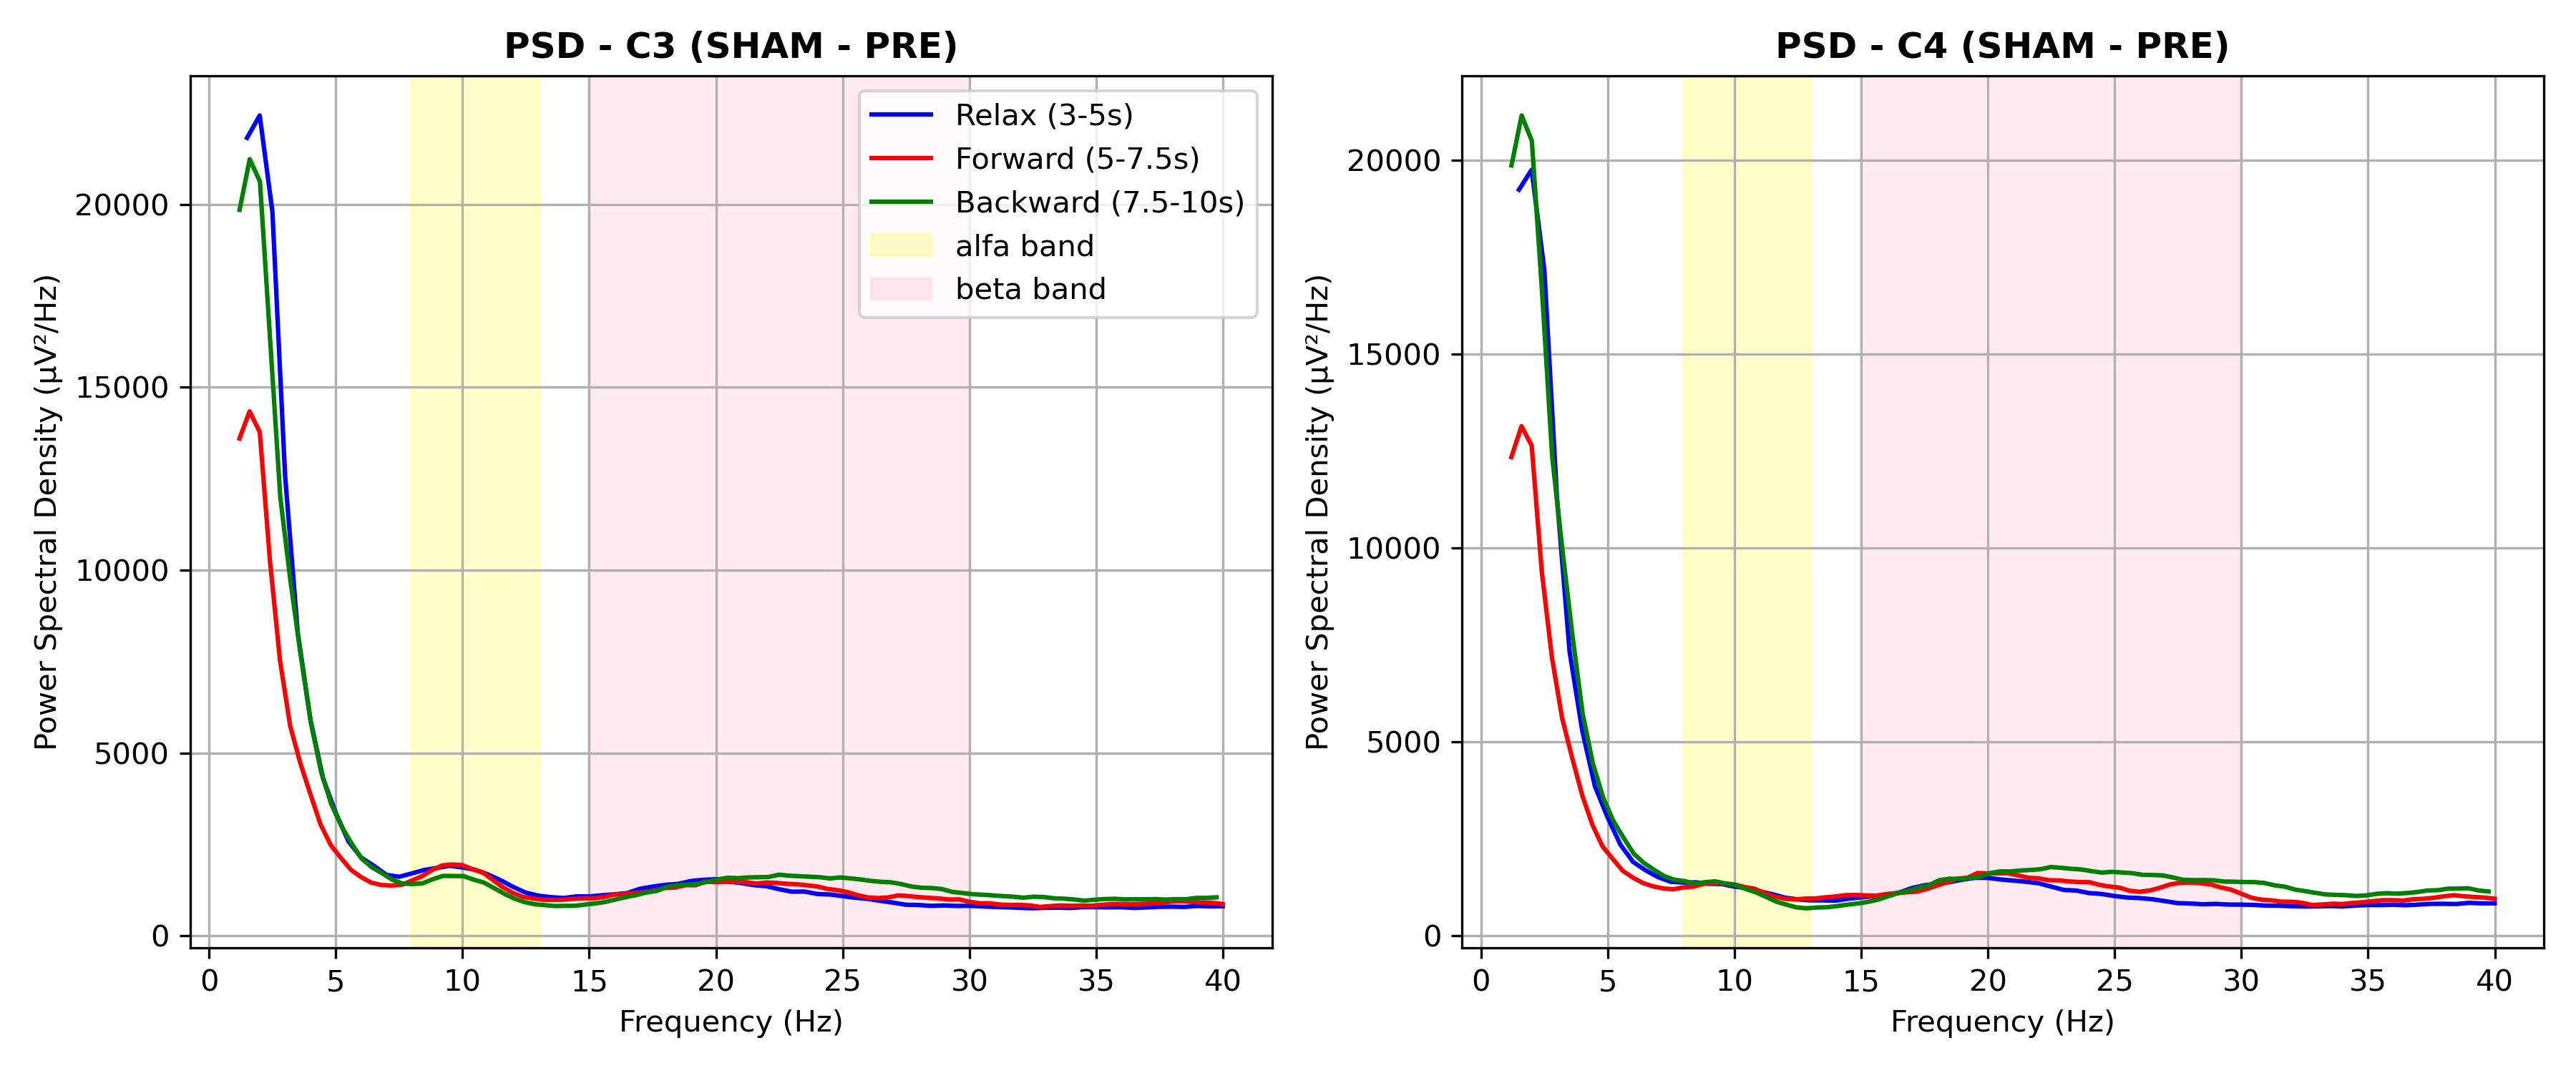 PSD - C3 (SHAM - PRE)
Power Spectral Density (µV²/Hz)
20000
15000
10000
5000
0
Relax (3-5s)
Forward (5-7.5s)
Backward (7.5-10s)
alfa band
beta band
0 5 10 15 20 25 30 35 40
Frequency (Hz)
PSD - C4 (SHAM - PRE)
Power Spectral Density (µV²/Hz)
20000
15000
10000
5000
0
0 5 10 15 20 25 30 35 40
Frequency (Hz)